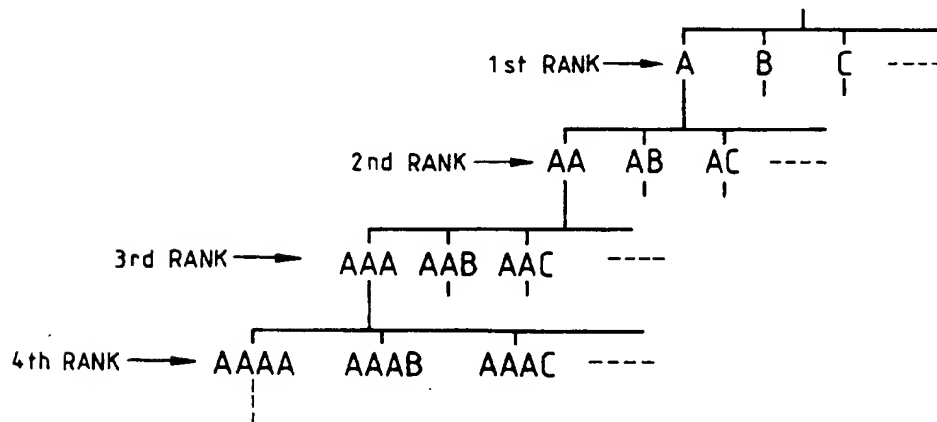 1st RANK A B C
2nd RANK AA AB AC
3rd RANK AAA AAB AAC
4th RANK AAAA AAAB AAAC